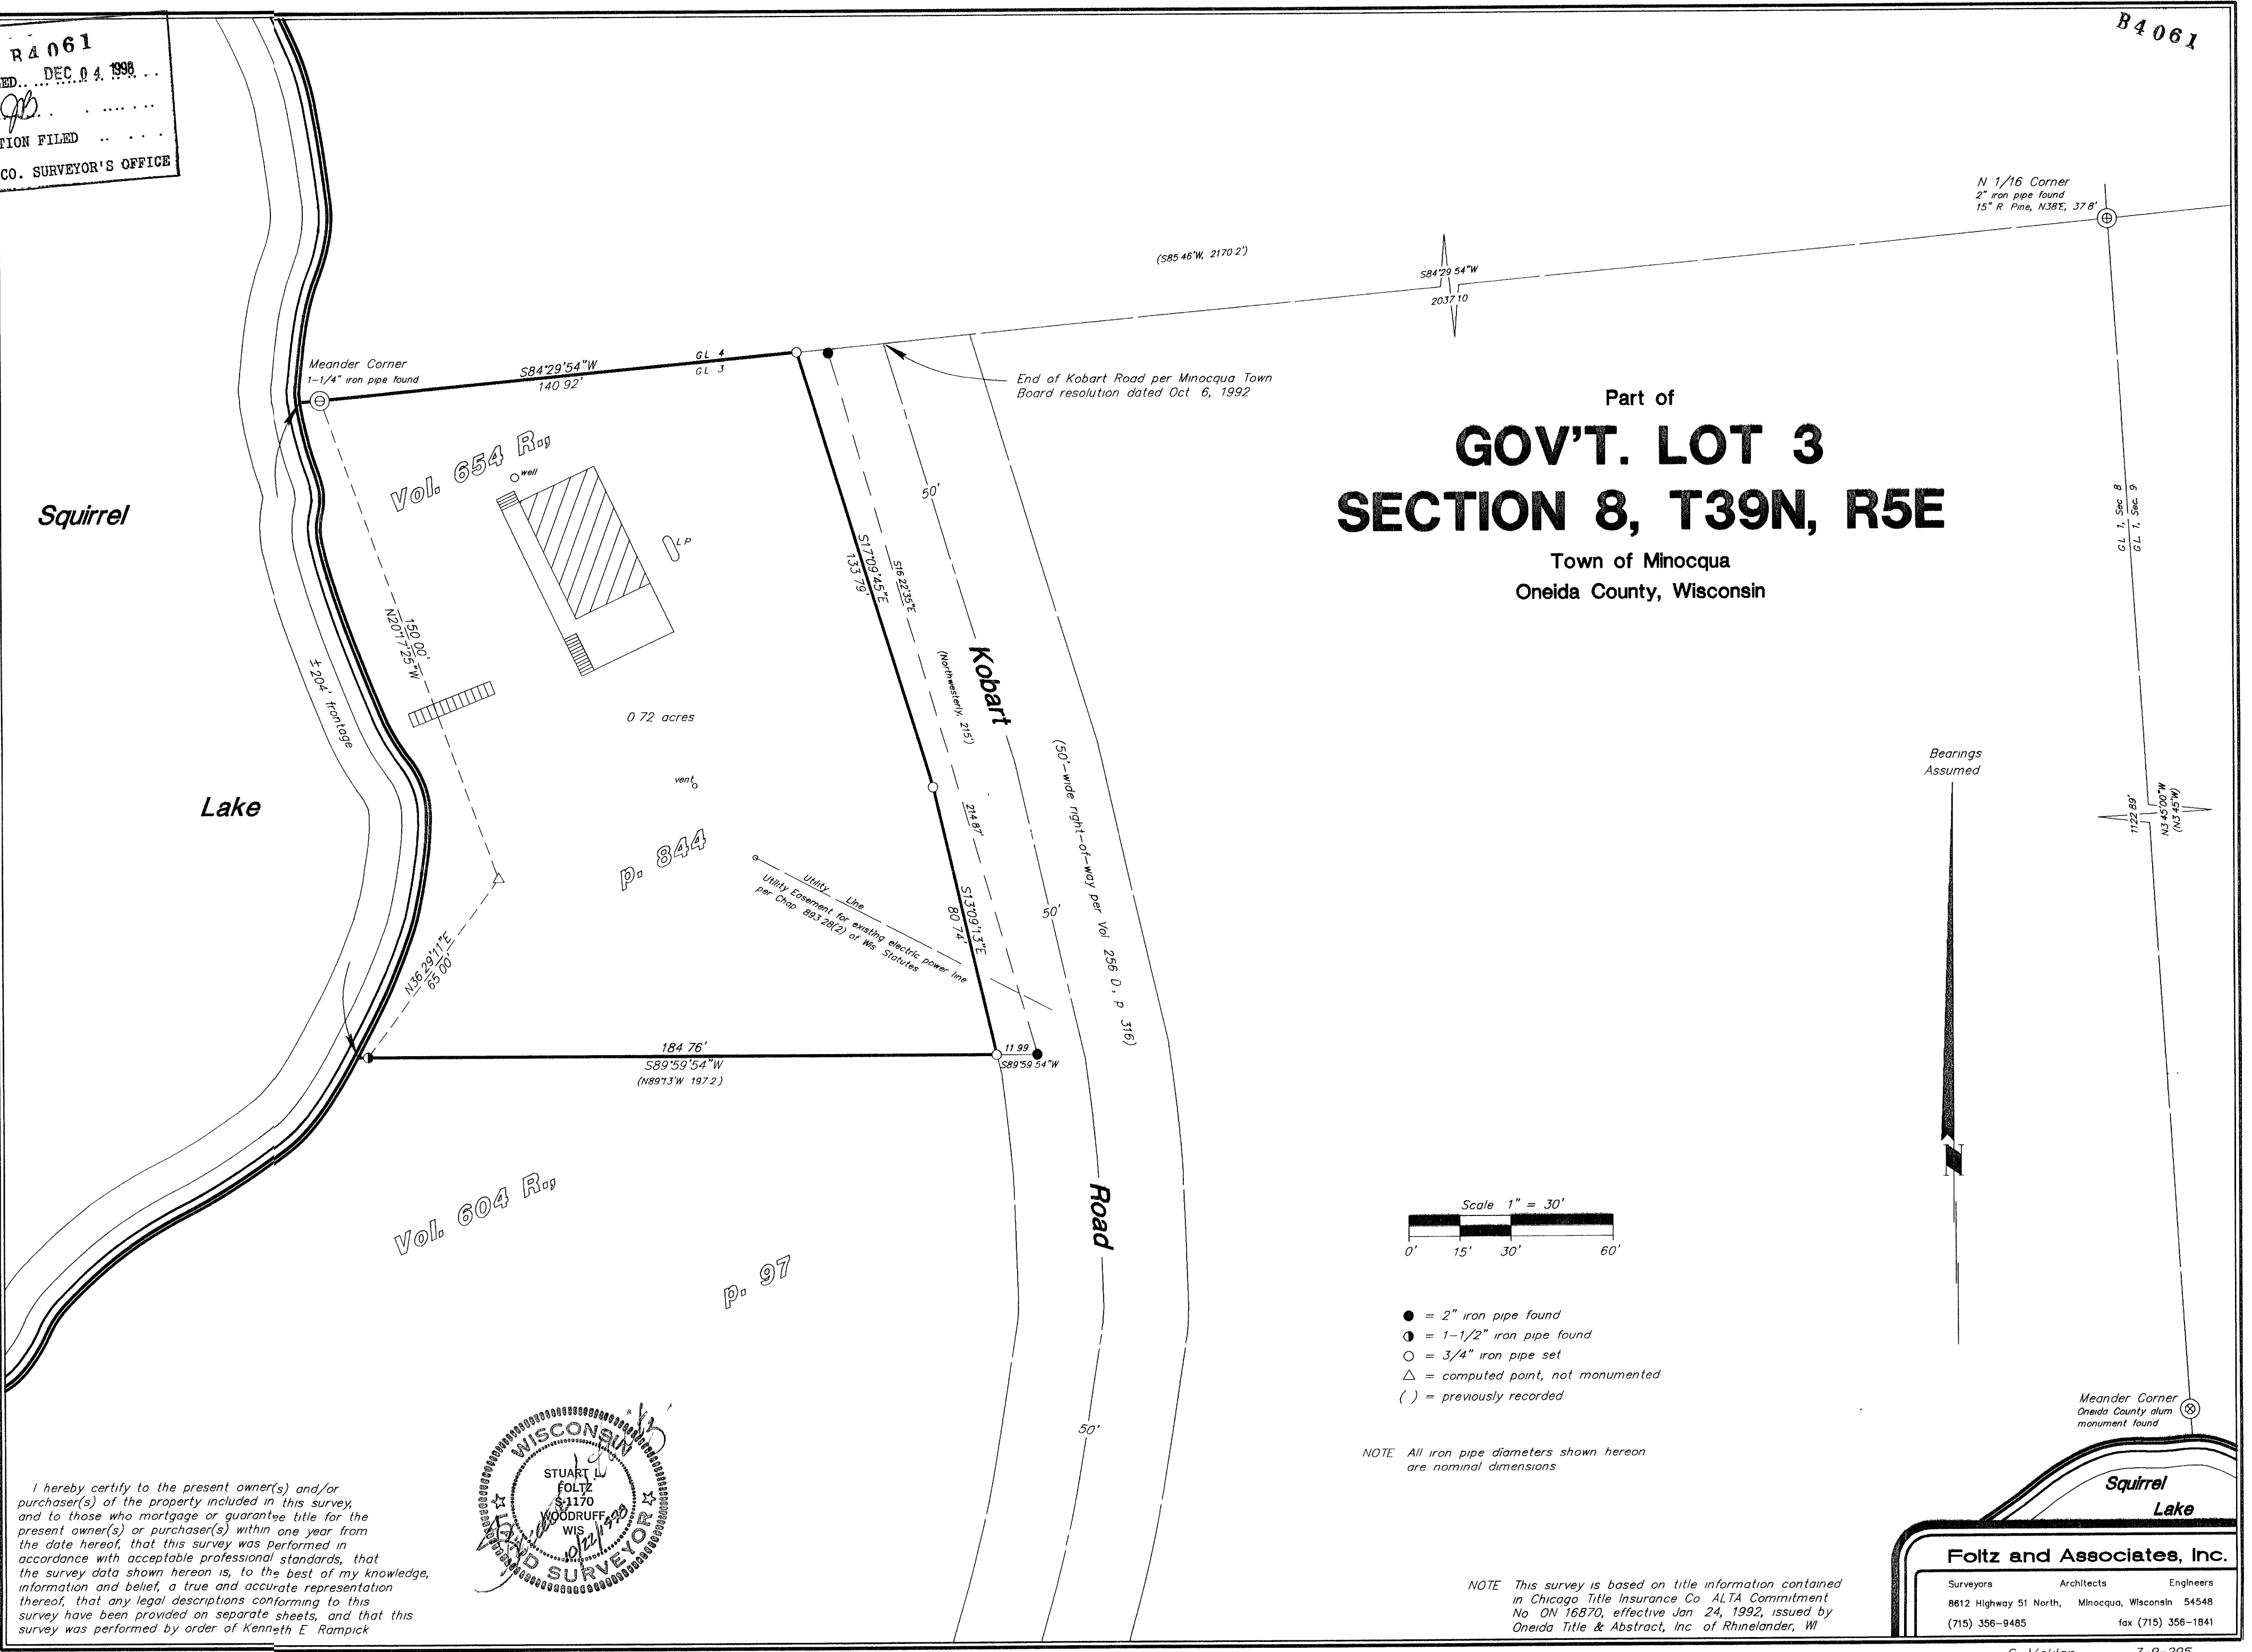 B4061
B4061
ED.. DEC 04 1998
TION FILED
CO. SURVEYOR'S OFFICE
N 1/16 Corner
2" iron pipe found
15" R Pine, N38°E, 37 8'
(S85 46'W, 2170 2')
S84°29 54"W
2037 10
Meander Corner
1-1/4" iron pipe found
S84°29'54"W
140 92'
GL 4
GL 3
End of Kobart Road per Minocqua Town
Board resolution dated Oct 6, 1992
Part of
GOV'T. LOT 3
SECTION 8, T39N, R5E
Town of Minocqua
Oneida County, Wisconsin
Vol. 654 R.,
well
LP
50'
S17°09'45"E
133 79'
S16 22'35"E
GL 1, Sec 8
GL 1, Sec. 9
Squirrel
Lake
150 00'
N20°17'25"W
± 204' frontage
0 72 acres
vent
p. 844
(Northwesterly, 215')
214 87'
Kobart
(50'-wide right-of-way per Vol 256 D, p 316)
50'
Utility Line
Utility Easement for existing electric power line
per Chap 893 28(2) of Wis Statutes
S13°09'13"E
80 74'
N36 29'11"E
65 00'
184 76'
S89°59'54"W
(N89°13'W 197 2)
11 99
S89°59 54"W
Bearings
Assumed
N
1122 89'
N3 45'00"W
(N3 45'W)
Vol. 604 R.,
p. 97
Road
50'
Scale 1" = 30'
0' 15' 30' 60'
= 2" iron pipe found
= 1-1/2" iron pipe found
= 3/4" iron pipe set
= computed point, not monumented
( ) = previously recorded
NOTE All iron pipe diameters shown hereon
are nominal dimensions
Meander Corner
Oneida County alum
monument found
Squirrel
Lake
I hereby certify to the present owner(s) and/or
purchaser(s) of the property included in this survey,
and to those who mortgage or guarantee title for the
present owner(s) or purchaser(s) within one year from
the date hereof, that this survey was performed in
accordance with acceptable professional standards, that
the survey data shown hereon is, to the best of my knowledge,
information and belief, a true and accurate representation
thereof, that any legal descriptions conforming to this
survey have been provided on separate sheets, and that this
survey was performed by order of Kenneth E Rampick
WISCONSIN
STUART L.
FOLTZ
S-1170
WOODRUFF
WIS
10/22/1998
LAND SURVEYOR
NOTE This survey is based on title information contained
in Chicago Title Insurance Co ALTA Commitment
No ON 16870, effective Jan 24, 1992, issued by
Oneida Title & Abstract, Inc of Rhinelander, WI
Foltz and Associates, Inc.
Surveyors Architects Engineers
8612 Highway 51 North, Minocqua, Wisconsin 54548
(715) 356-9485 fax (715) 356-1841